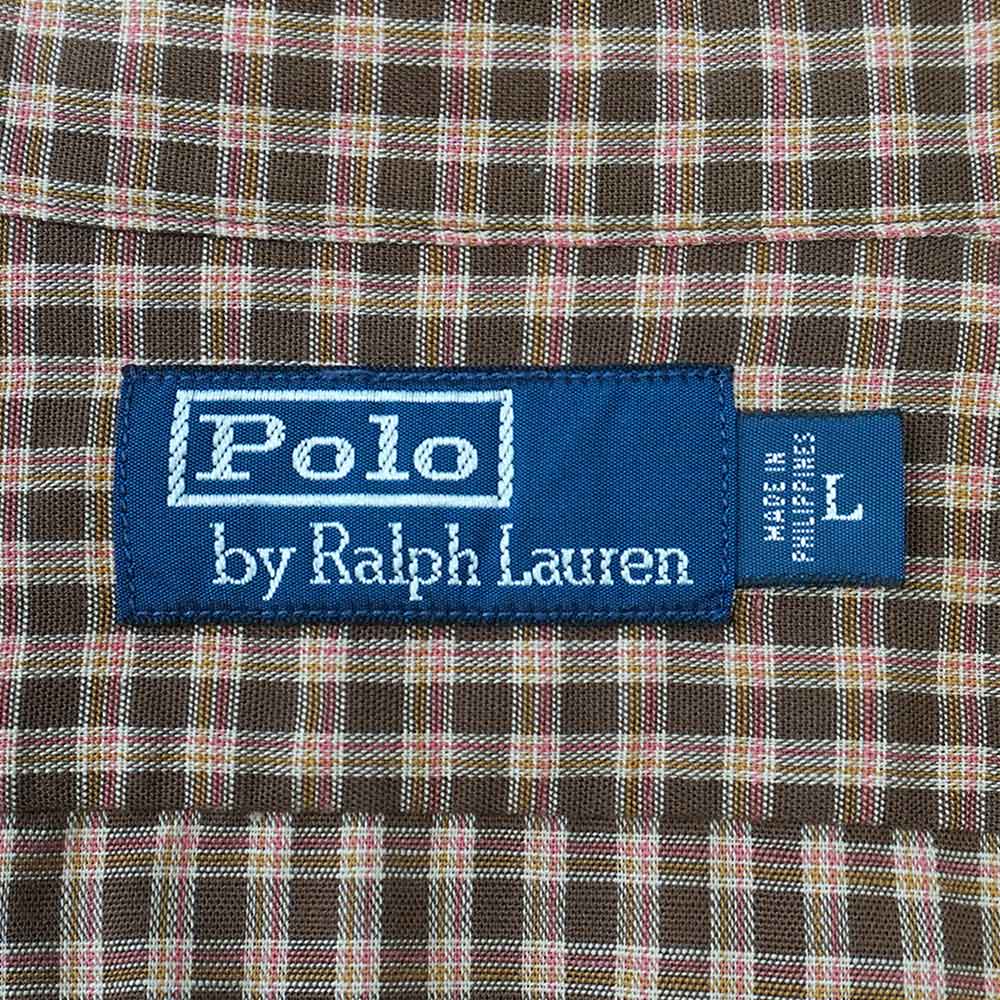 Polo
by Ralph Lauren
MADE IN
PHILIPPINES
L